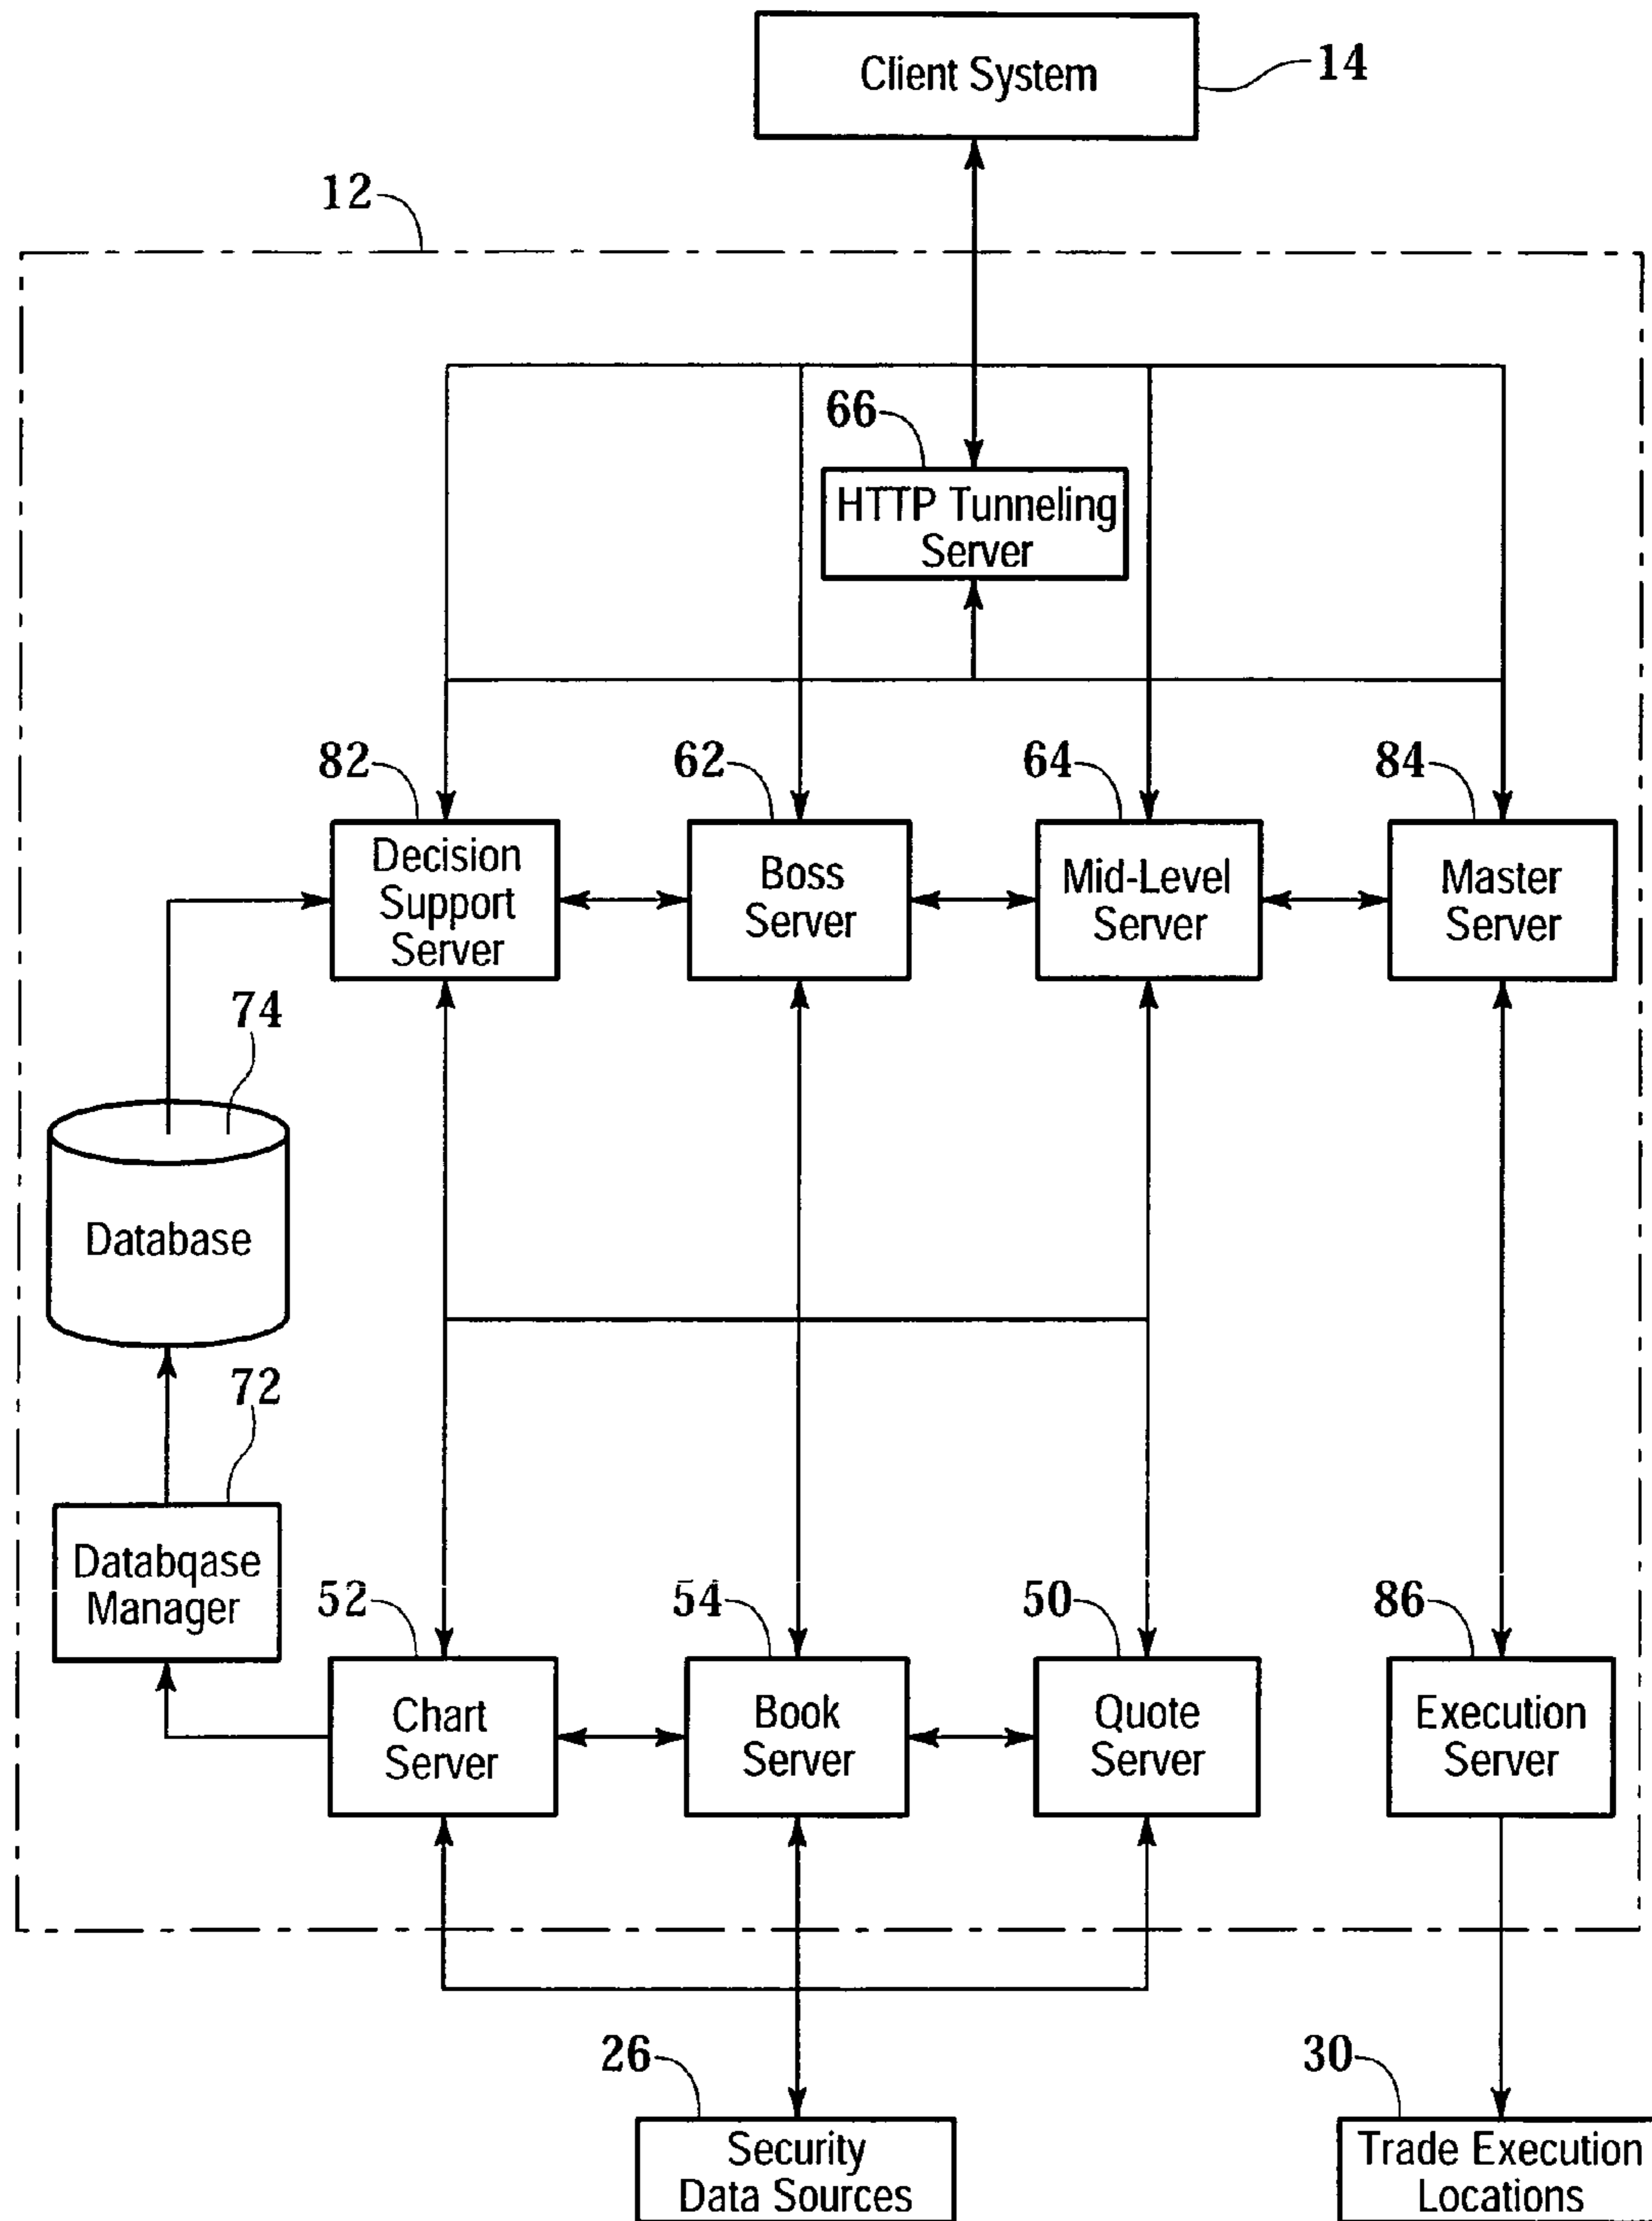 Client System
14
12
66
HTTP Tunneling
Server
82
62
64
84
Decision
Support
Server
Boss
Server
Mid-Level
Server
Master
Server
74
Database
72
Databqase
Manager
52
54
50
86
Chart
Server
Book
Server
Quote
Server
Execution
Server
26
30
Security
Data Sources
Trade Execution
Locations